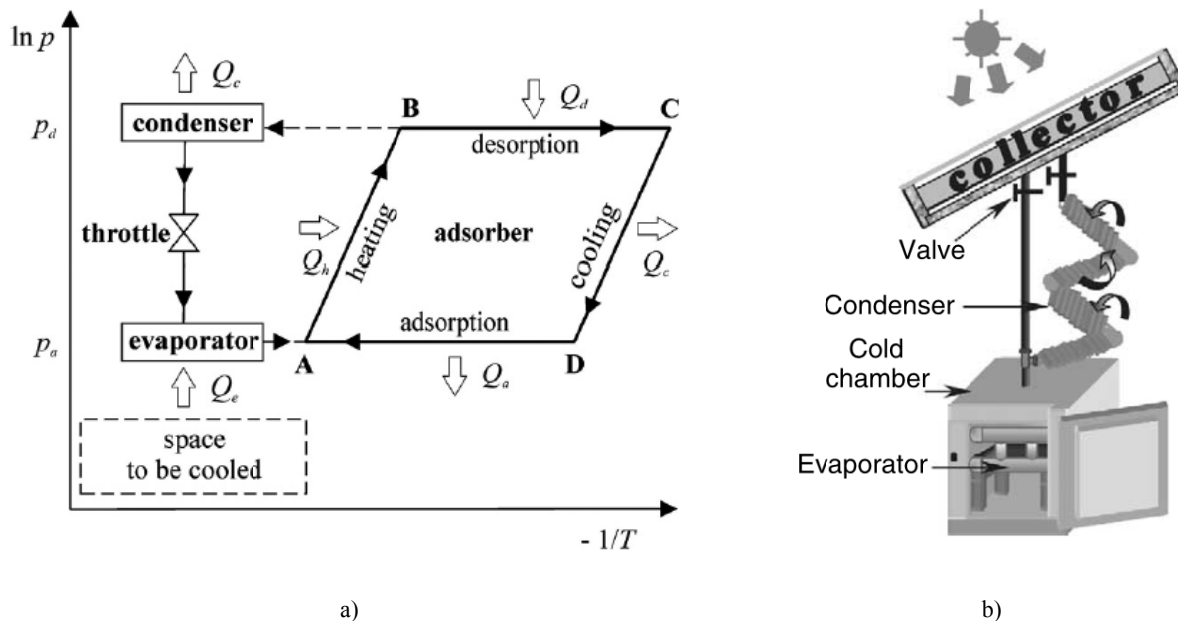 ln p
Q_c
B
Q_d
C
p_d
condenser
desorption
throttle
Q_h
heating
adsorber
cooling
Q_c
adsorption
p_a
evaporator
A
Q_a
D
Q_e
space
to be cooled
- 1/T
a)
collector
Valve
Condenser
Cold
chamber
Evaporator
b)